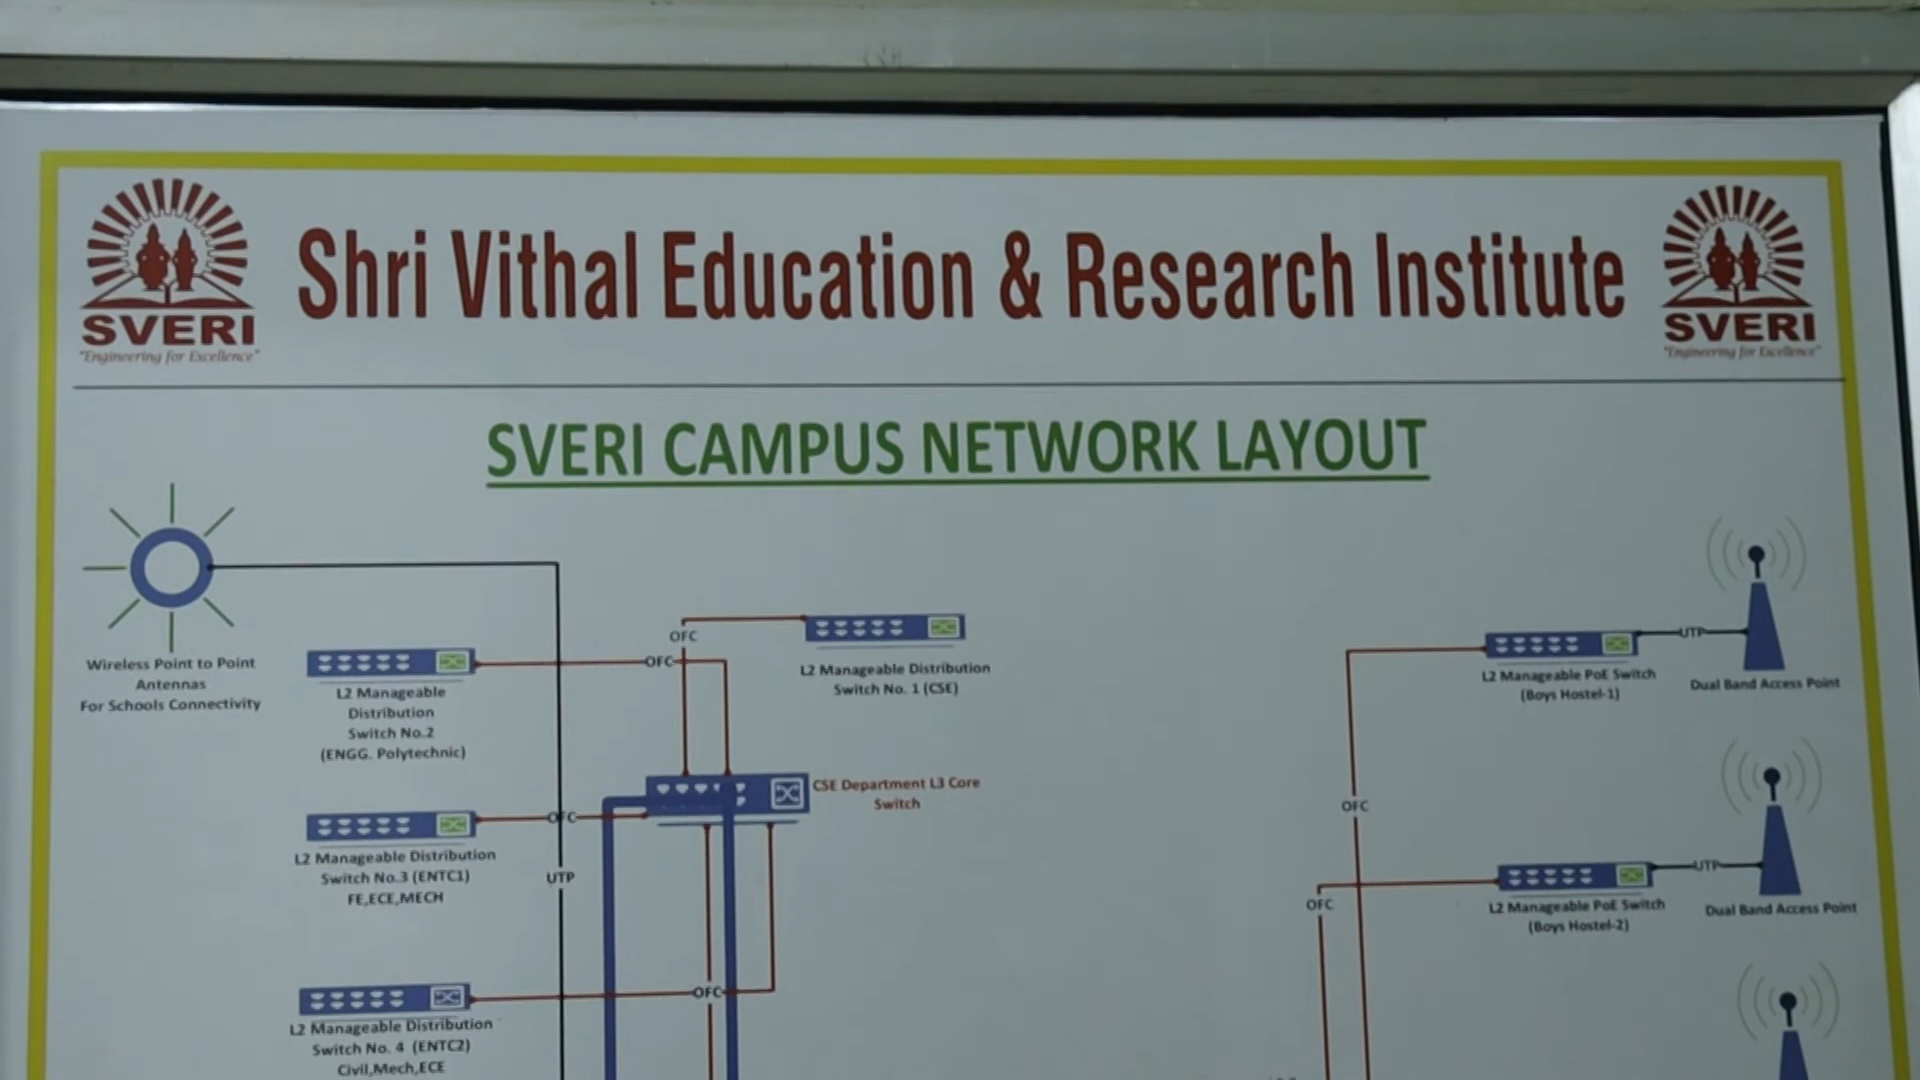 SVERI
"Engineering for Excellence"
Shri Vithal Education & Research Institute
SVERI
"Engineering for Excellence"
SVERI CAMPUS NETWORK LAYOUT
Wireless Point to Point
Antennas
For Schools Connectivity
L2 Manageable
Distribution
Switch No.2
(ENGG. Polytechnic)
OFC
OFC
L2 Manageable Distribution
Switch No. 1 (CSE)
CSE Department L3 Core
Switch
L2 Manageable Distribution
Switch No.3 (ENTC1)
FE,ECE,MECH
OFC
UTP
L2 Manageable Distribution
Switch No. 4 (ENTC2)
Civil,Mech,ECE
OFC
UTP
L2 Manageable PoE Switch
(Boys Hostel-1)
Dual Band Access Point
OFC
UTP
L2 Manageable PoE Switch
(Boys Hostel-2)
Dual Band Access Point
OFC